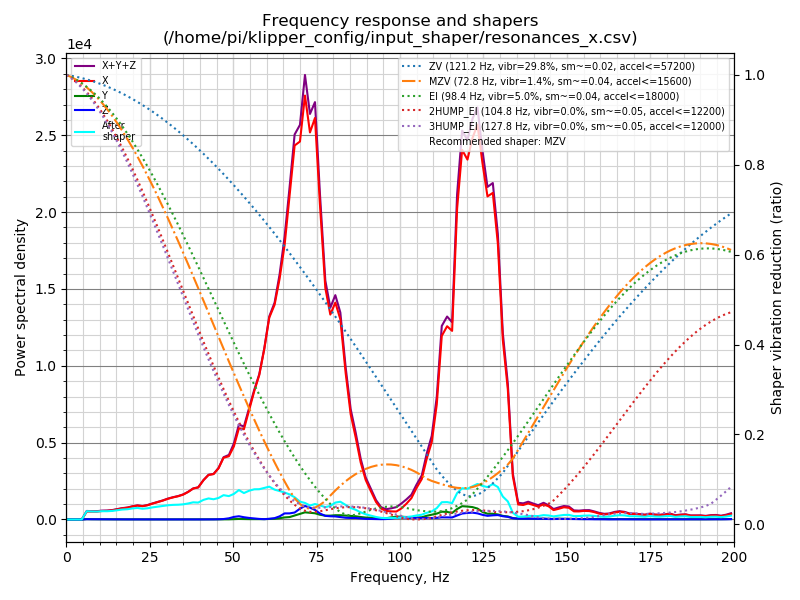 Frequency response and shapers
(/home/pi/klipper_config/input_shaper/resonances_x.csv)
1e4
X+Y+Z
X
Y
Z
After
shaper
ZV (121.2 Hz, vibr=29.8%, sm~=0.02, accel<=57200)
MZV (72.8 Hz, vibr=1.4%, sm~=0.04, accel<=15600)
EI (98.4 Hz, vibr=5.0%, sm~=0.04, accel<=18000)
2HUMP_EI (104.8 Hz, vibr=0.0%, sm~=0.05, accel<=12200)
3HUMP_EI (127.8 Hz, vibr=0.0%, sm~=0.05, accel<=12000)
Recommended shaper: MZV
Power spectral density
3.0
2.5
2.0
1.5
1.0
0.5
0.0
1.0
0.8
0.6
0.4
0.2
0.0
Shaper vibration reduction (ratio)
0 25 50 75 100 125 150 175 200
Frequency, Hz